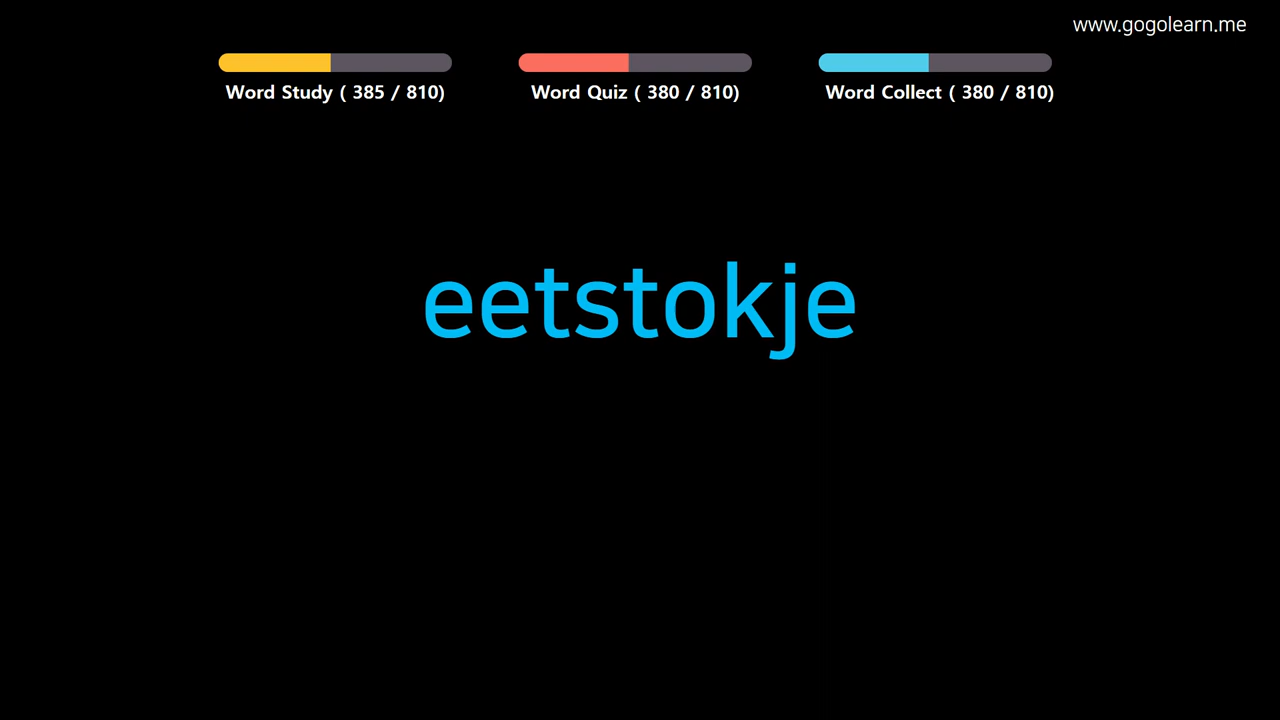 www.gogolearn.me
Word Study ( 385 / 810)
Word Quiz ( 380 / 810)
Word Collect ( 380 / 810)
eetstokje